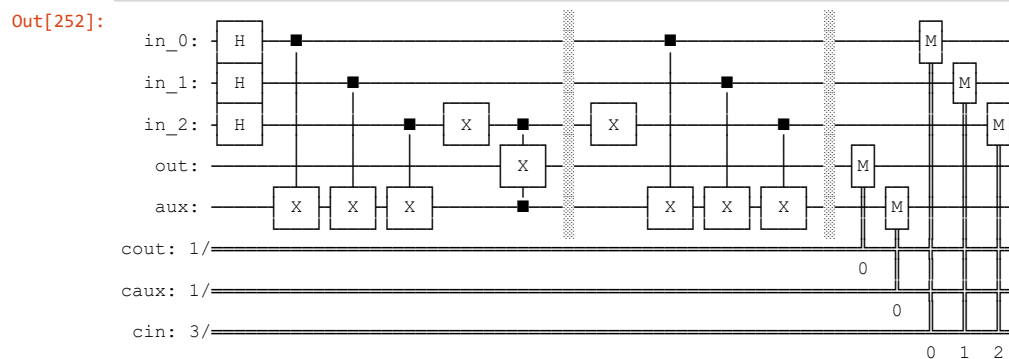 Out[252]:
in_0: H M
in_1: H M
in_2: H X X M
out: X M
aux: X X X X X X M
cout: 1/
0
caux: 1/
0
cin: 3/
0 1 2